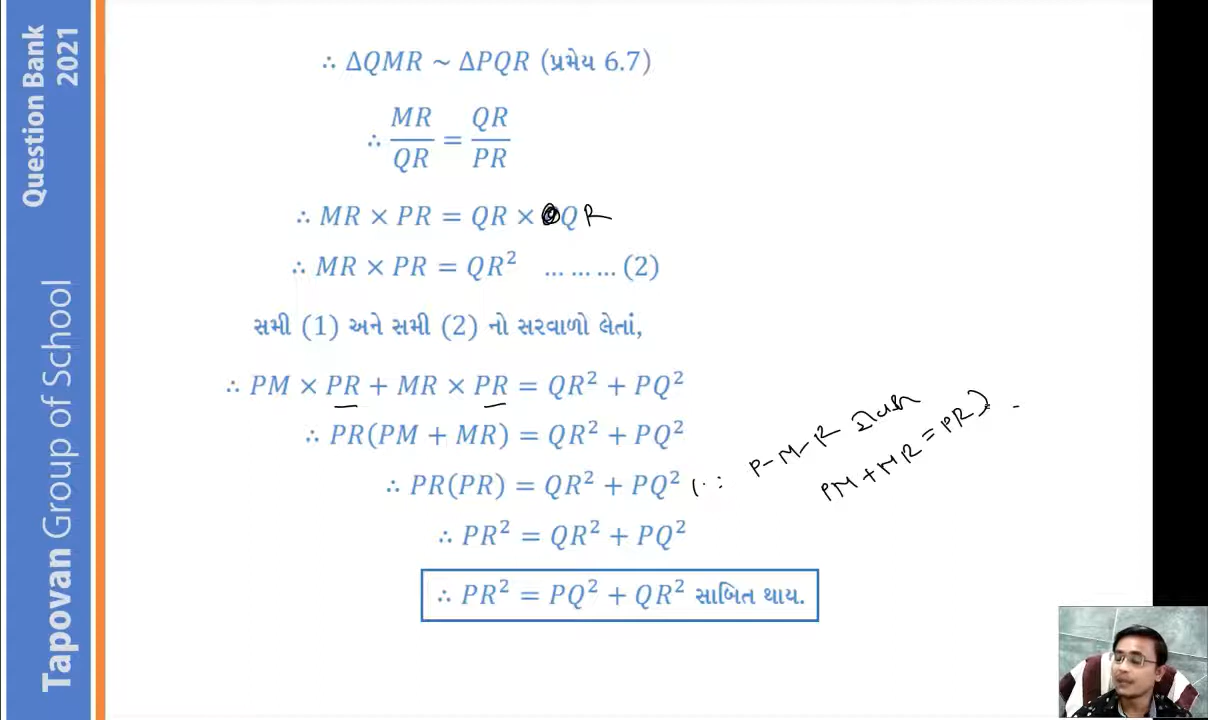 Question Bank
2021
Tapovan Group of School
∴ ΔQMR ~ ΔPQR (પ્રમેય 6.7)
∴ MR/QR = QR/PR
∴ MR × PR = QR × QR
∴ MR × PR = QR² ... ... ... (2)
સમી (1) અને સમી (2) નો સરવાળો લેતાં,
∴ PM × PR + MR × PR = QR² + PQ²
∴ PR(PM + MR) = QR² + PQ²
∴ PR(PR) = QR² + PQ² (∵ P-M-R
PM + MR = PR)
∴ PR² = QR² + PQ²
∴ PR² = PQ² + QR² સાબિત થાય.